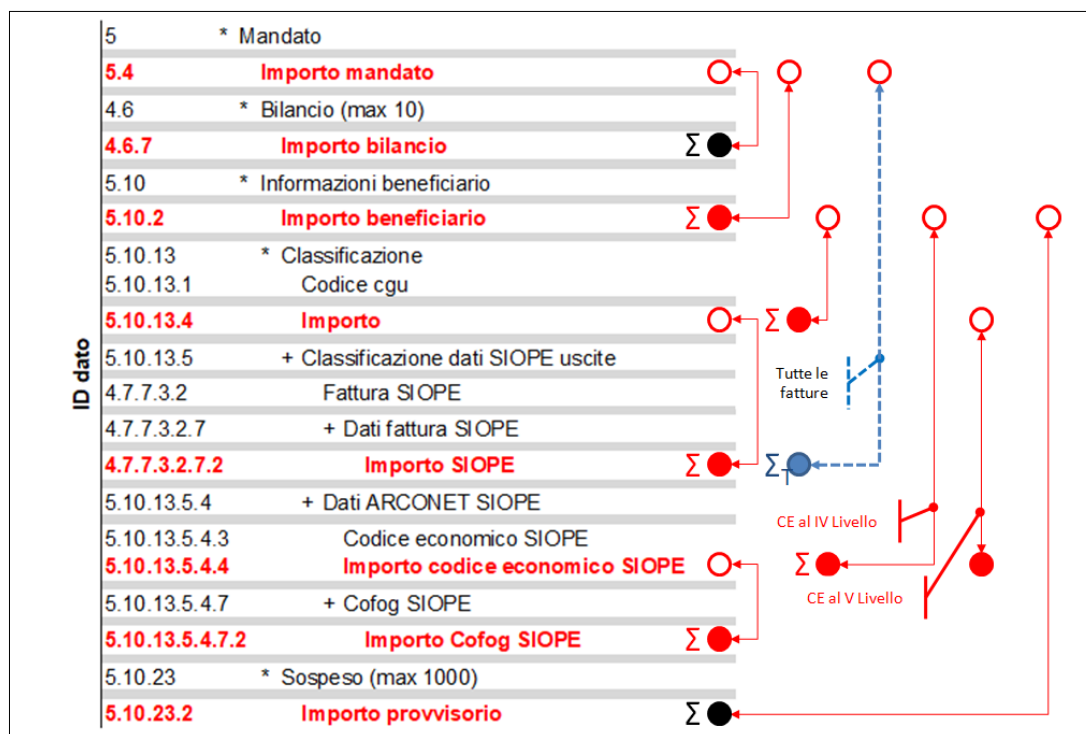 5 * Mandato
5.4 Importo mandato
4.6 * Bilancio (max 10)
4.6.7 Importo bilancio Σ
5.10 * Informazioni beneficiario
5.10.2 Importo beneficiario Σ
5.10.13 * Classificazione
5.10.13.1 Codice cgu
5.10.13.4 Importo Σ
5.10.13.5 + Classificazione dati SIOPE uscite
Tutte le
fatture
4.7.7.3.2 Fattura SIOPE
4.7.7.3.2.7 + Dati fattura SIOPE
4.7.7.3.2.7.2 Importo SIOPE Σ ΣT
5.10.13.5.4 + Dati ARCONET SIOPE
CE al IV Livello
5.10.13.5.4.3 Codice economico SIOPE
5.10.13.5.4.4 Importo codice economico SIOPE Σ
CE al V Livello
5.10.13.5.4.7 + Cofog SIOPE
5.10.13.5.4.7.2 Importo Cofog SIOPE Σ
5.10.23 * Sospeso (max 1000)
5.10.23.2 Importo provvisorio Σ
ID dato